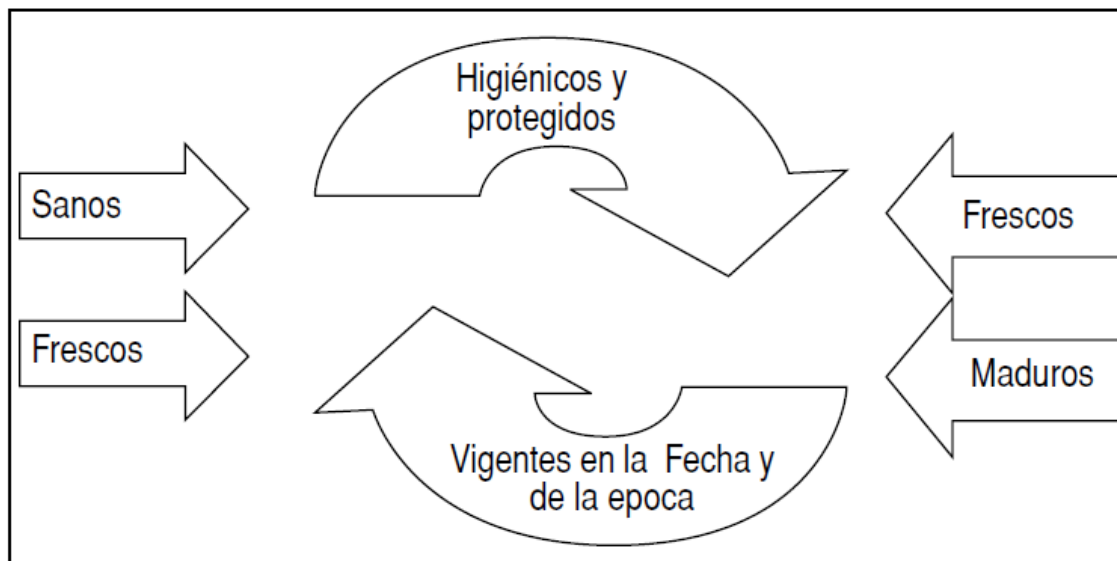 Higiénicos y
protegidos
Sanos
Frescos
Frescos
Maduros
Vigentes en la Fecha y
de la epoca